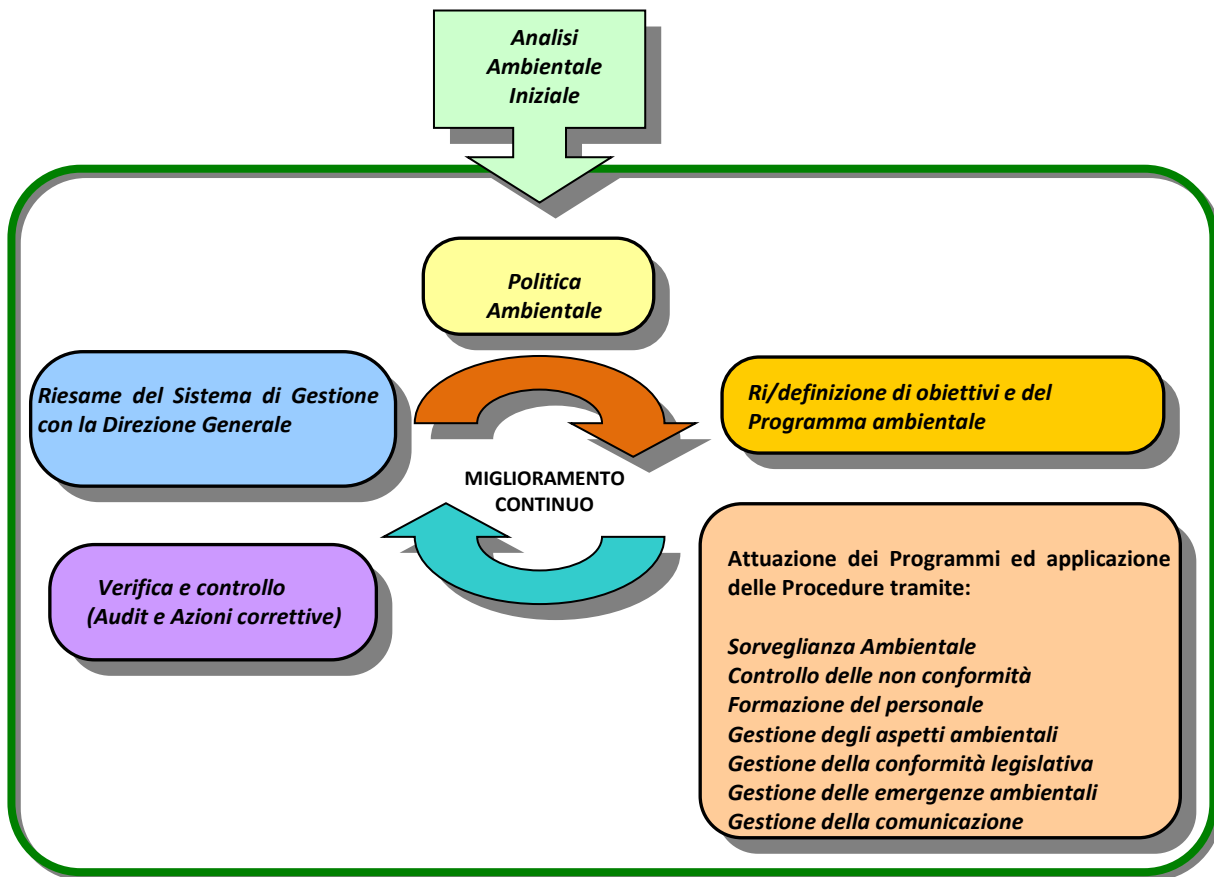 Analisi
Ambientale
Iniziale
Politica
Ambientale
Riesame del Sistema di Gestione
con la Direzione Generale
Ri/definizione di obiettivi e del
Programma ambientale
MIGLIORAMENTO
CONTINUO
Verifica e controllo
(Audit e Azioni correttive)
Attuazione dei Programmi ed applicazione
delle Procedure tramite:
Sorveglianza Ambientale
Controllo delle non conformità
Formazione del personale
Gestione degli aspetti ambientali
Gestione della conformità legislativa
Gestione delle emergenze ambientali
Gestione della comunicazione